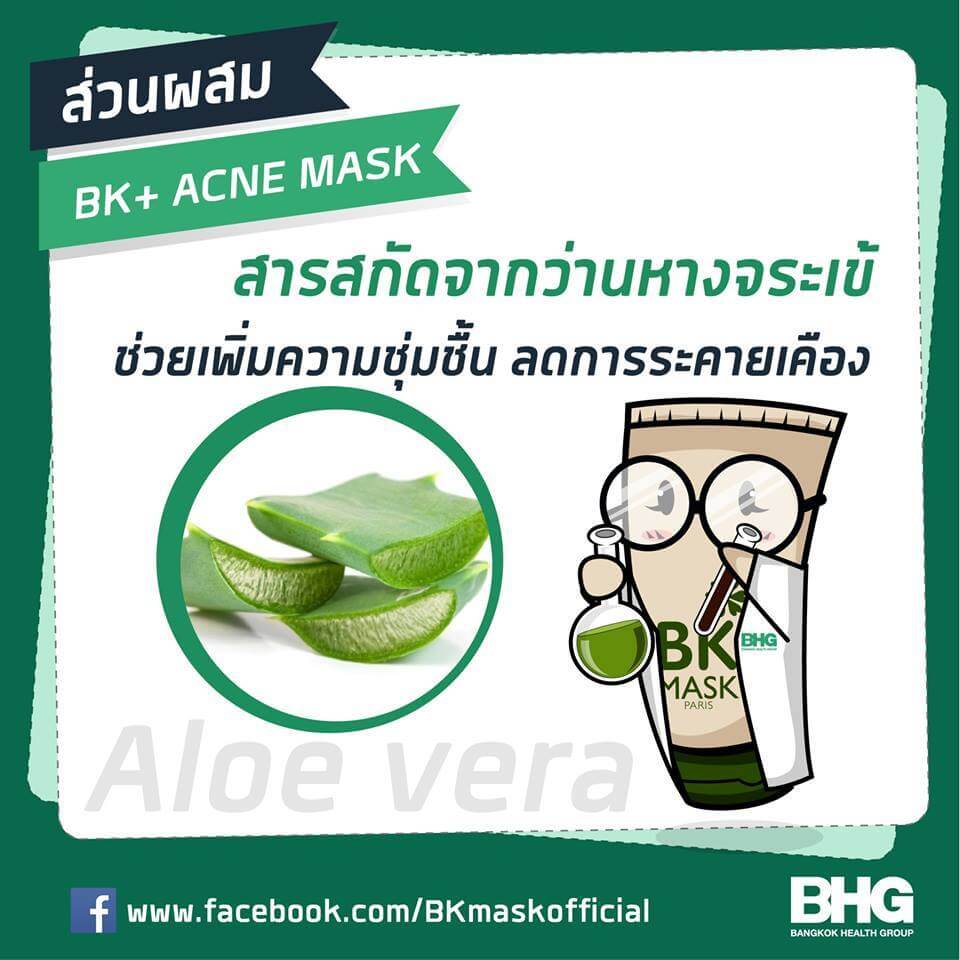 ส่วนผสม
BK+ ACNE MASK
สารสกัดจากว่านหางจระเข้
ช่วยเพิ่มความชุ่มชื้น ลดการระคายเคือง
BHG
BK
MASK
PARIS
Aloe vera
f www.facebook.com/BKmaskofficial
BHG
BANGKOK HEALTH GROUP